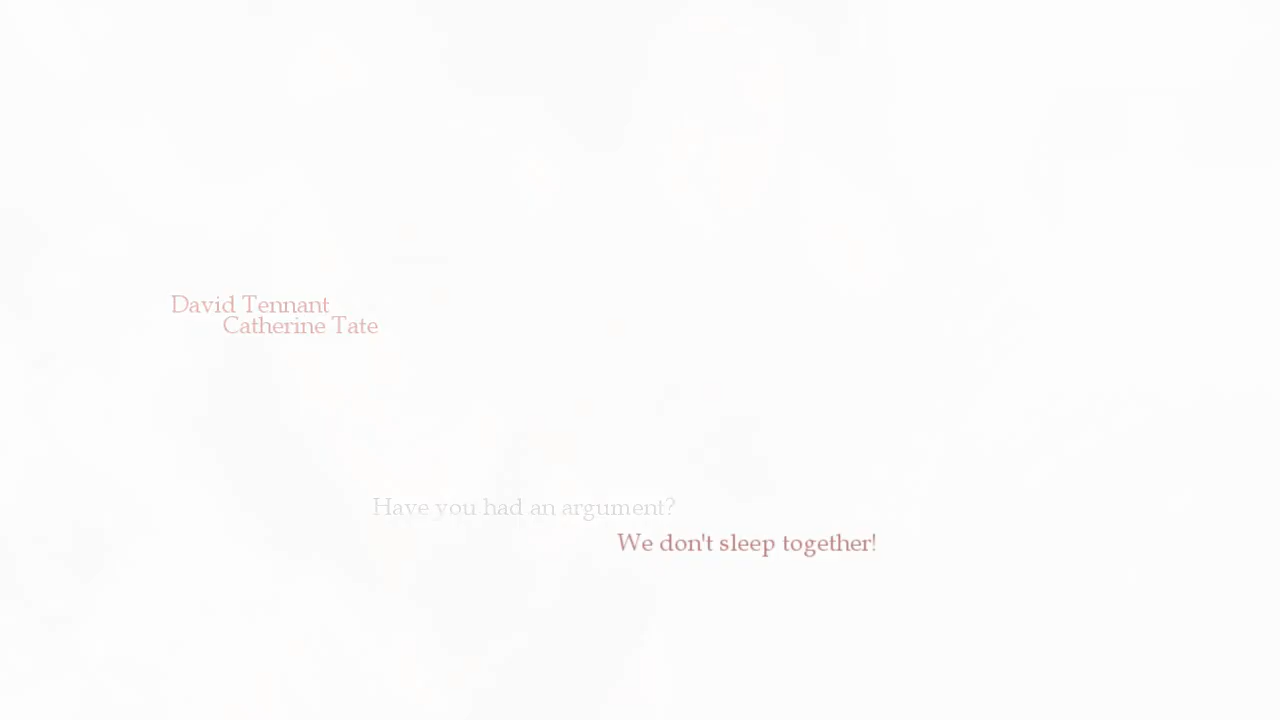 David Tennant
Catherine Tate
Have you had an argument?
We don't sleep together!